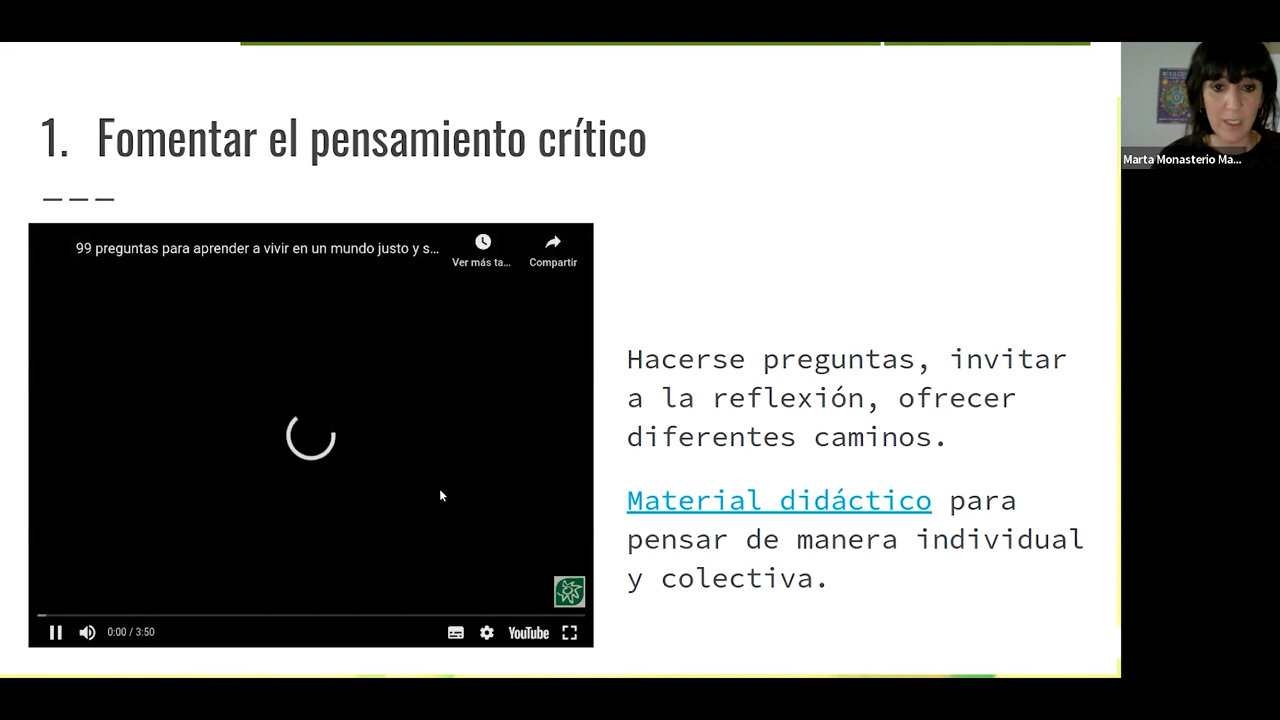 1. Fomentar el pensamiento crítico
99 preguntas para aprender a vivir en un mundo justo y s...
Ver más ta...
Compartir
Hacerse preguntas, invitar
a la reflexión, ofrecer
diferentes caminos.
Material didáctico para
pensar de manera individual
y colectiva.
0:00 / 3:50
YouTube
Marta Monasterio Ma...